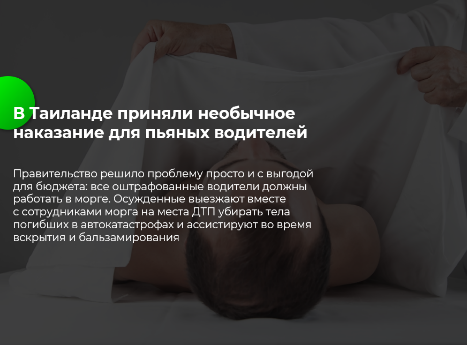 В Таиланде приняли необычное
наказание для пьяных водителей
Правительство решило проблему просто и с выгодой
для бюджета: все оштрафованные водители должны
работать в морге. Осужденные выезжают вместе
с сотрудниками морга на места ДТП убирать тела
погибших в автокатастрофах и ассистируют во время
вскрытия и бальзамирования